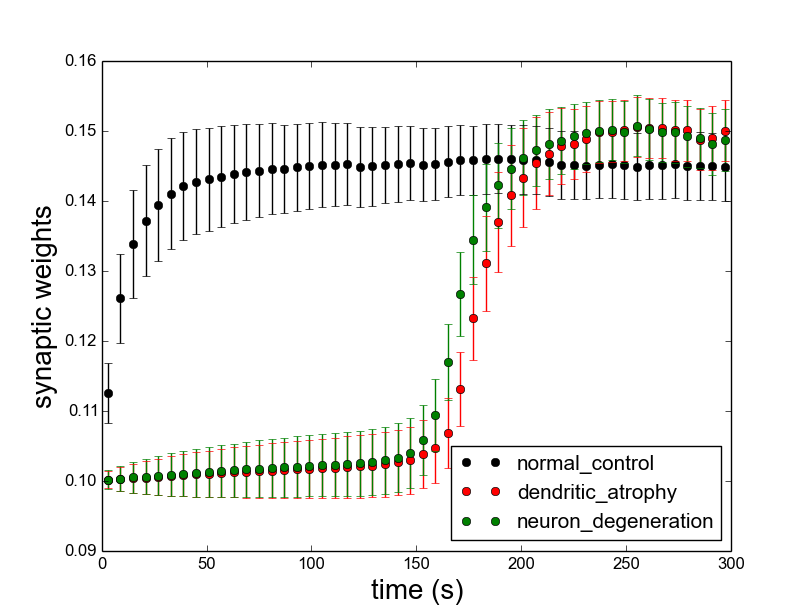 0.16
0.15
0.14
0.13
0.12
0.11
0.10
0.09
synaptic weights
normal_control
dendritic_atrophy
neuron_degeneration
0 50 100 150 200 250 300
time (s)